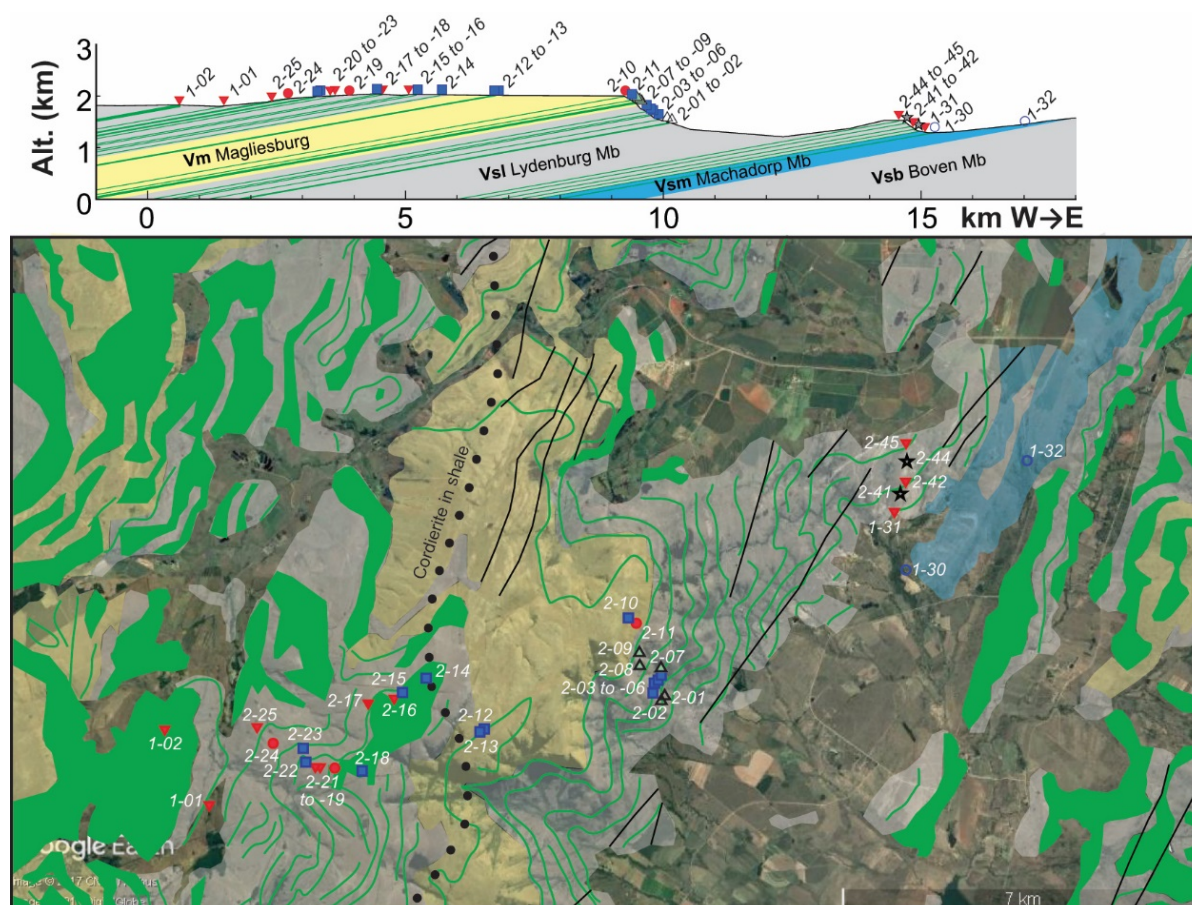 3
2
1
0
Alt. (km)
1-02
1-01
2-25
2-24
2-20 to -23
2-19
2-17 to -18
2-15 to -16
2-14
2-12 to -13
2-10
2-11
2-07 to -09
2-03 to -06
2-01 to -02
2-44 to -45
2-41 to -42
1-31
1-30
1-32
Vm Magliesburg
Vsl Lydenburg Mb
Vsm Machadorp Mb
Vsb Boven Mb
0
5
10
15
km W→E
Cordierite in shale
2-45
2-44
2-42
2-41
1-31
1-32
1-30
2-10
2-11
2-09
2-08
2-07
2-03 to -06
2-01
2-02
2-14
2-15
2-16
2-17
2-12
2-13
2-25
2-24
2-23
2-22
2-18
2-21
to -19
1-02
1-01
oogle Earth
7 km